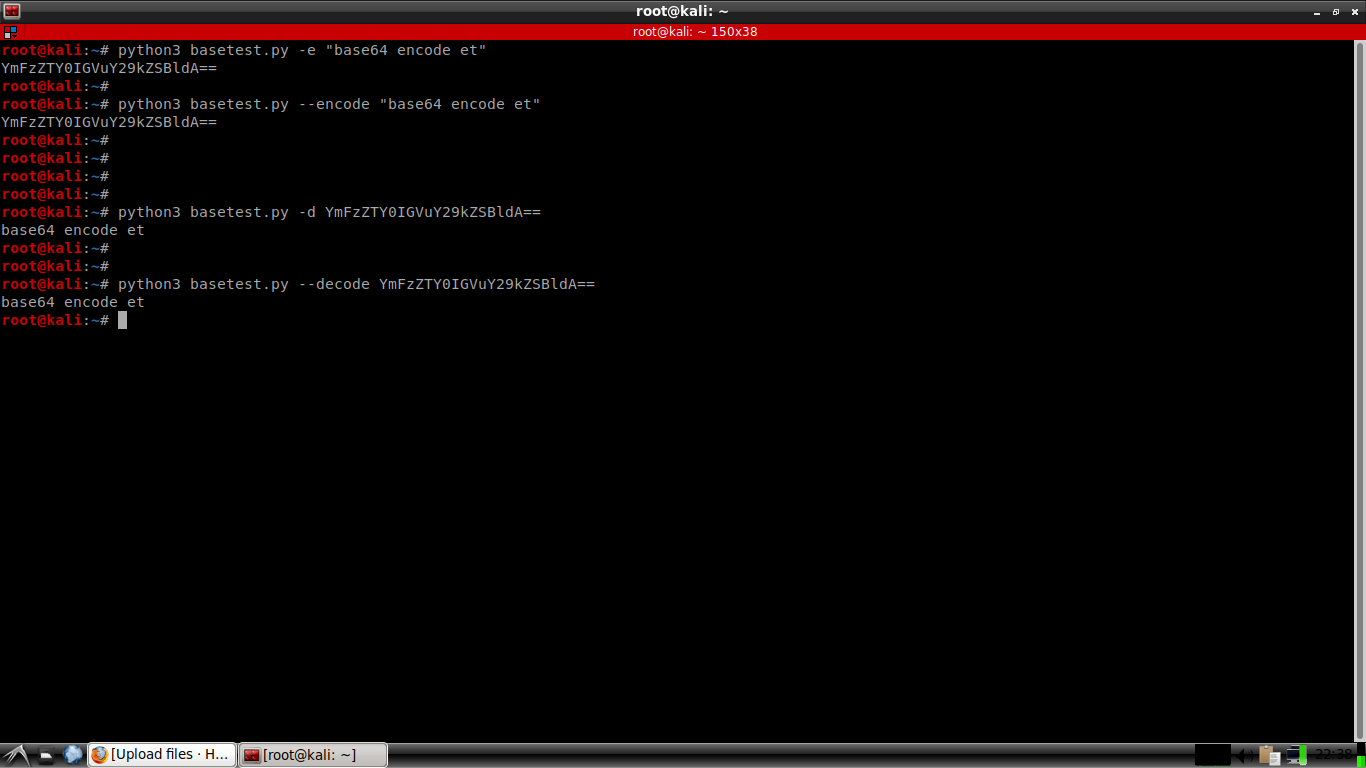 root@kali: ~
root@kali: ~ 150x38
root@kali:~# python3 basetest.py -e "base64 encode et"
YmFzZTY0IGVuY29kZSBldA==
root@kali:~#
root@kali:~# python3 basetest.py --encode "base64 encode et"
YmFzZTY0IGVuY29kZSBldA==
root@kali:~#
root@kali:~#
root@kali:~#
root@kali:~#
root@kali:~# python3 basetest.py -d YmFzZTY0IGVuY29kZSBldA==
base64 encode et
root@kali:~#
root@kali:~#
root@kali:~# python3 basetest.py --decode YmFzZTY0IGVuY29kZSBldA==
base64 encode et
root@kali:~#
[Upload files · H... [root@kali: ~] 22:38